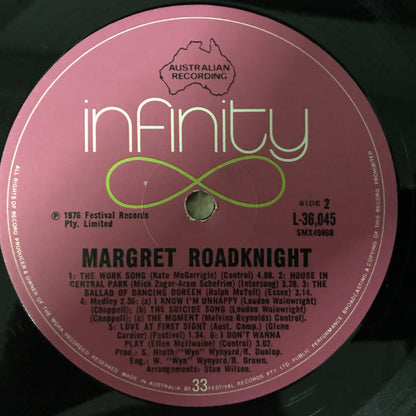 AUSTRALIAN
RECORDING
infinity
℗ 1976 Festival Records
Pty. Limited
SIDE 2
L-36,045
SMX49868
MARGRET ROADKNIGHT
1: THE WORK SONG (Kate McGarrigle) (Control) 4.08. 2: HOUSE IN
CENTRAL PARK (Mick Zager-Aram Schefrim) (Intersong) 3.28. 3: THE
BALLAD OF DANCING DOREEN (Ralph McTell) (Essex) 3.14.
4: Medley 2.36: (a) I KNOW I'M UNHAPPY (Loudon Wainwright)
(Chappell); (b) THE SUICIDE SONG (Loudon Wainwright)
(Chappell); (c) THE MOMENT (Malvina Reynolds) Control.
5: LOVE AT FIRST SIGHT (Aust. Comp.) (Glenn
Cardier) (Festival) 1.34. 6: I DON'T WANNA
PLAY (Ellen McIlwaine) (Control) 3.02.
Prod.: S. Heath/"Wyn" Wynyard/R. Dunlop.
Eng.: W. "Wyn" Wynyard/B. Brown.
Arrangements: Stan Wilson.
33
ALL RIGHTS OF RECORD PRODUCER & OWNER OF THE WORK RECORDED RESERVED MANUFACTURED IN AUSTRALIA BY FESTIVAL RECORDS PTY LTD UNAUTHORISED PUBLIC PERFORMANCE, BROADCASTING & COPYING OF THIS RECORD PROHIBITED